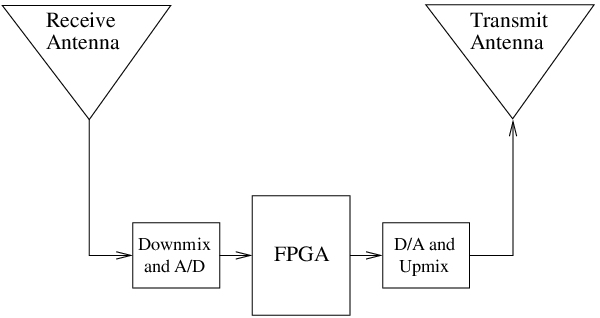 Receive
Antenna
Transmit
Antenna
Downmix
and A/D
FPGA
D/A and
Upmix